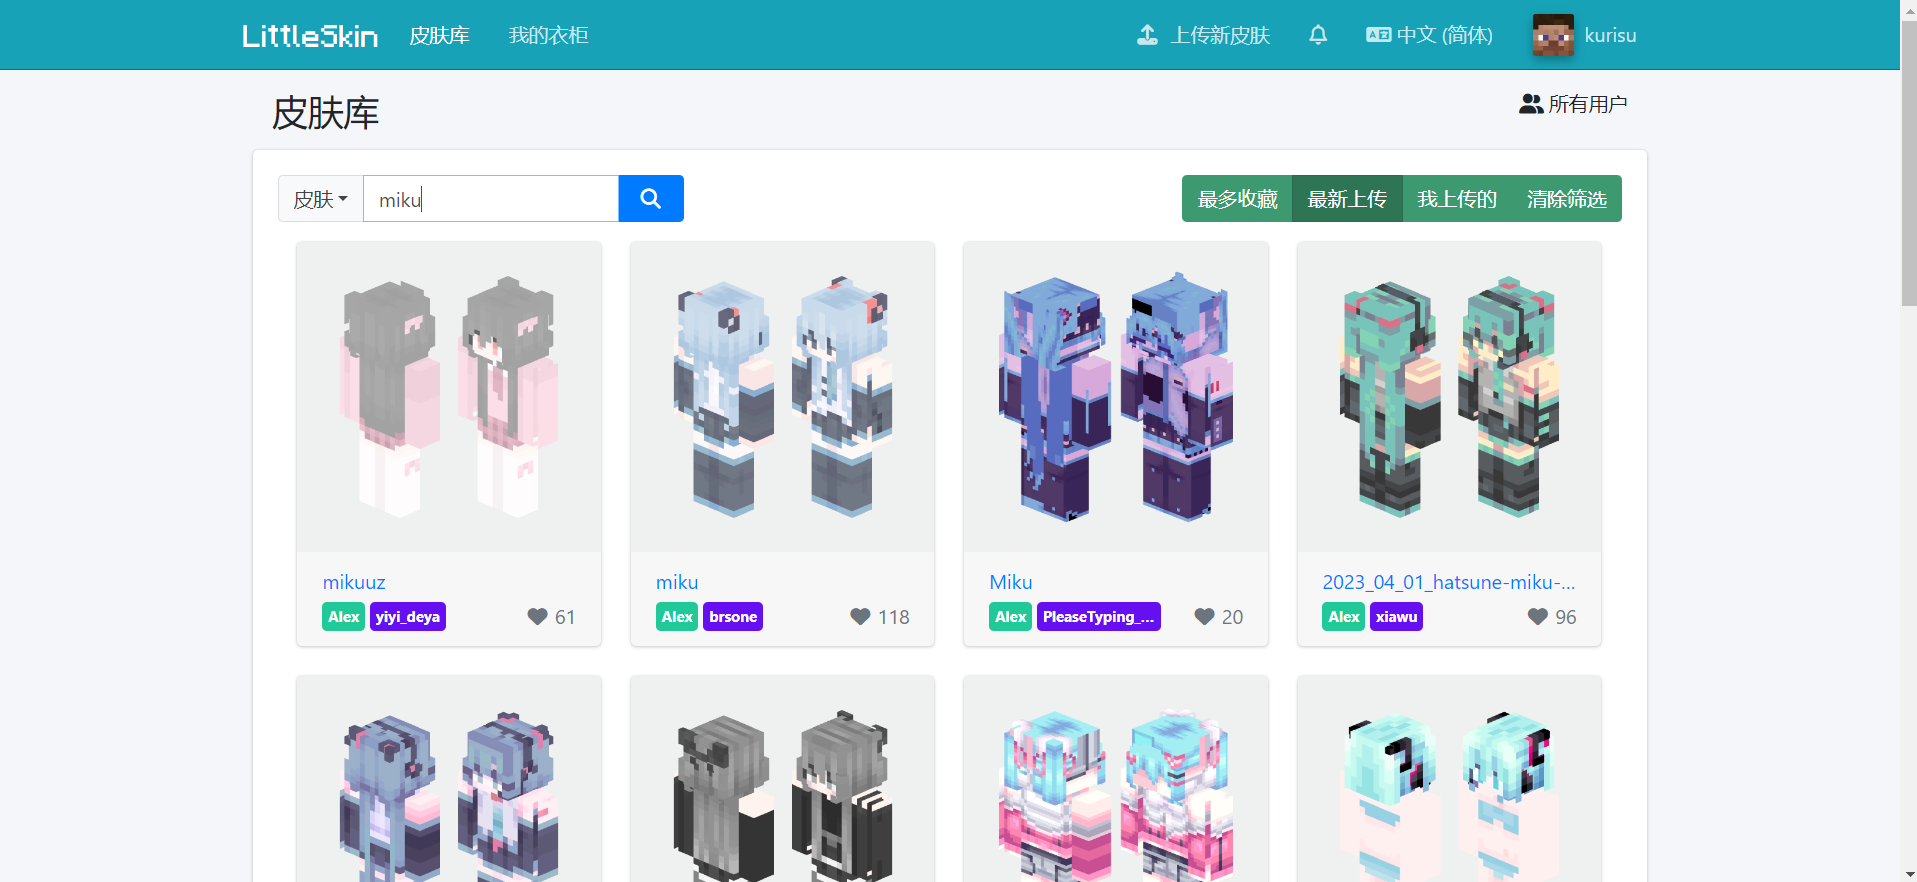 LittleSkin 皮肤库 我的衣柜 上传新皮肤 中文 (简体) kurisu
皮肤库
所有用户
皮肤 miku
最多收藏 最新上传 我上传的 清除筛选
mikuuz
Alex yiyi_deya 61
miku
Alex brsone 118
Miku
Alex PleaseTyping_... 20
2023_04_01_hatsune-miku-...
Alex xiawu 96